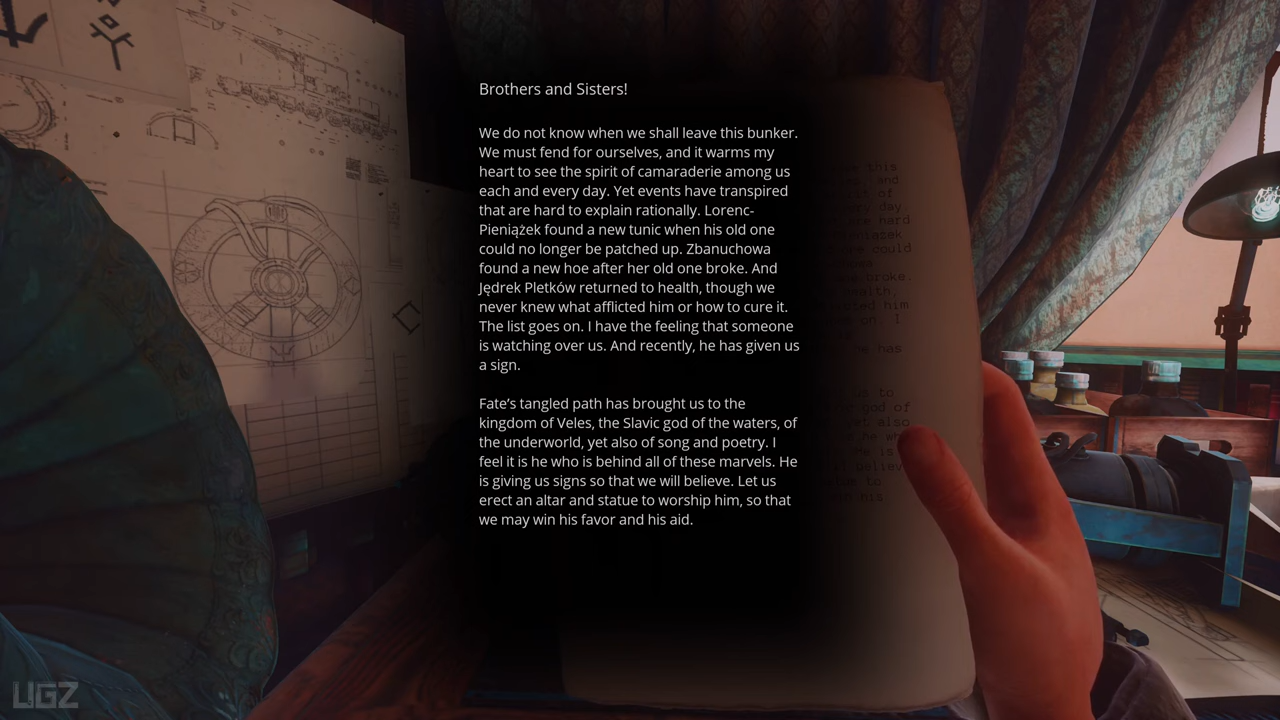 Brothers and Sisters!
We do not know when we shall leave this bunker.
We must fend for ourselves, and it warms my
heart to see the spirit of camaraderie among us
each and every day. Yet events have transpired
that are hard to explain rationally. Lorenc-
Pieniążek found a new tunic when his old one
could no longer be patched up. Zbanuchowa
found a new hoe after her old one broke. And
Jędrek Pletków returned to health, though we
never knew what afflicted him or how to cure it.
The list goes on. I have the feeling that someone
is watching over us. And recently, he has given us
a sign.
Fate’s tangled path has brought us to the
kingdom of Veles, the Slavic god of the waters, of
the underworld, yet also of song and poetry. I
feel it is he who is behind all of these marvels. He
is giving us signs so that we will believe. Let us
erect an altar and statue to worship him, so that
we may win his favor and his aid.
UGZ